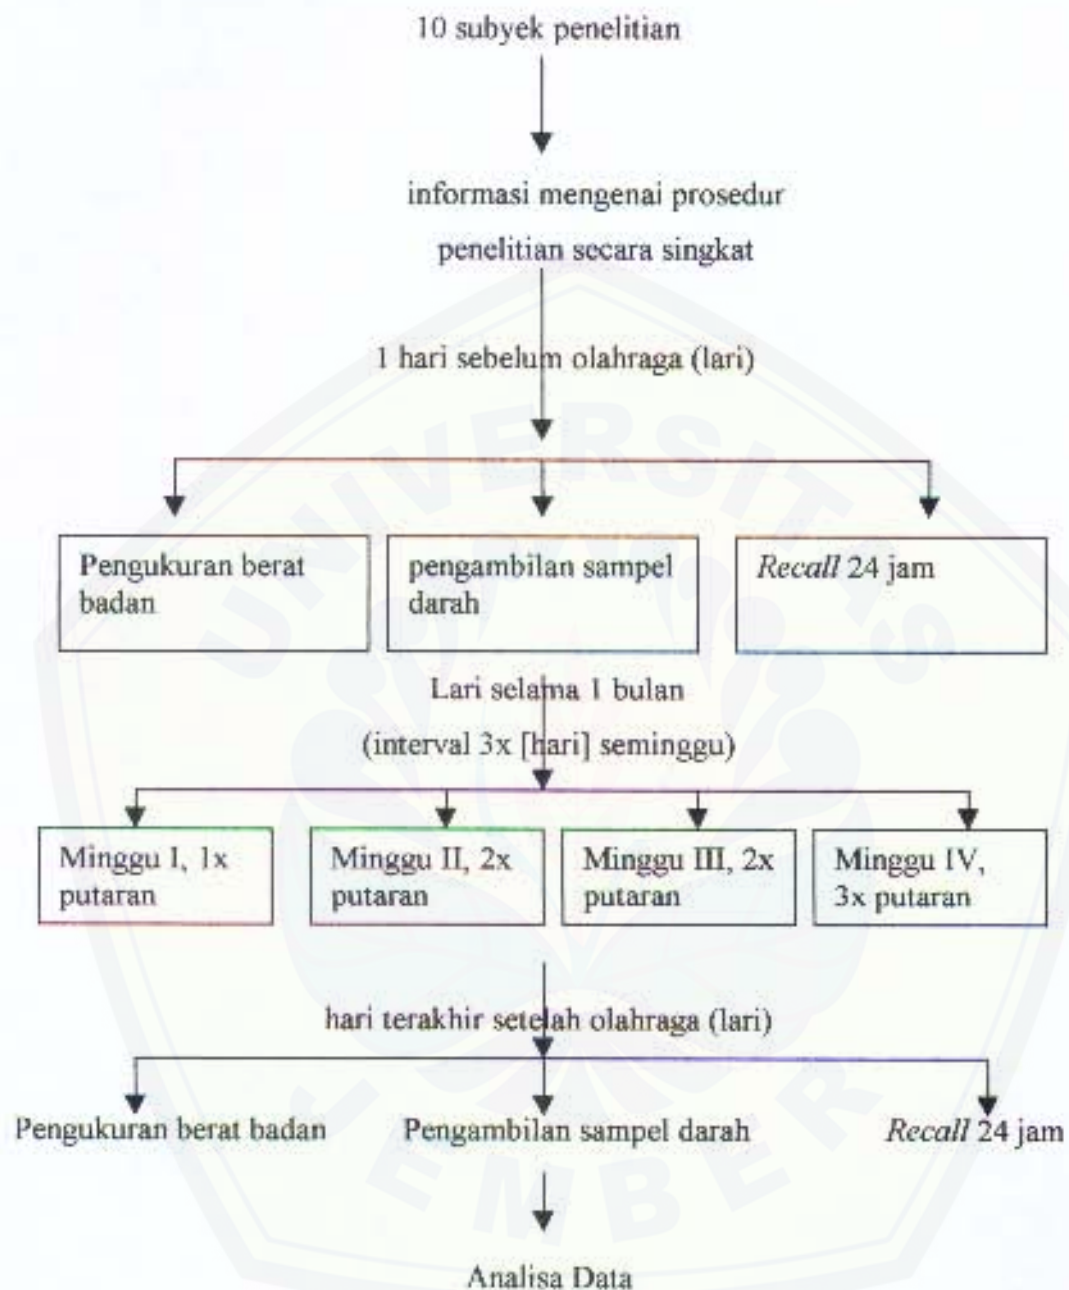 10 subyek penelitian
informasi mengenai prosedur
penelitian secara singkat
1 hari sebelum olahraga (lari)
Pengukuran berat
badan
pengambilan sampel
darah
Recall 24 jam
Lari selama 1 bulan
(interval 3x [hari] seminggu)
Minggu I, 1x
putaran
Minggu II, 2x
putaran
Minggu III, 2x
putaran
Minggu IV,
3x putaran
hari terakhir setelah olahraga (lari)
Pengukuran berat badan
Pengambilan sampel darah
Recall 24 jam
Analisa Data
UNIVERSITAS
JEMBER